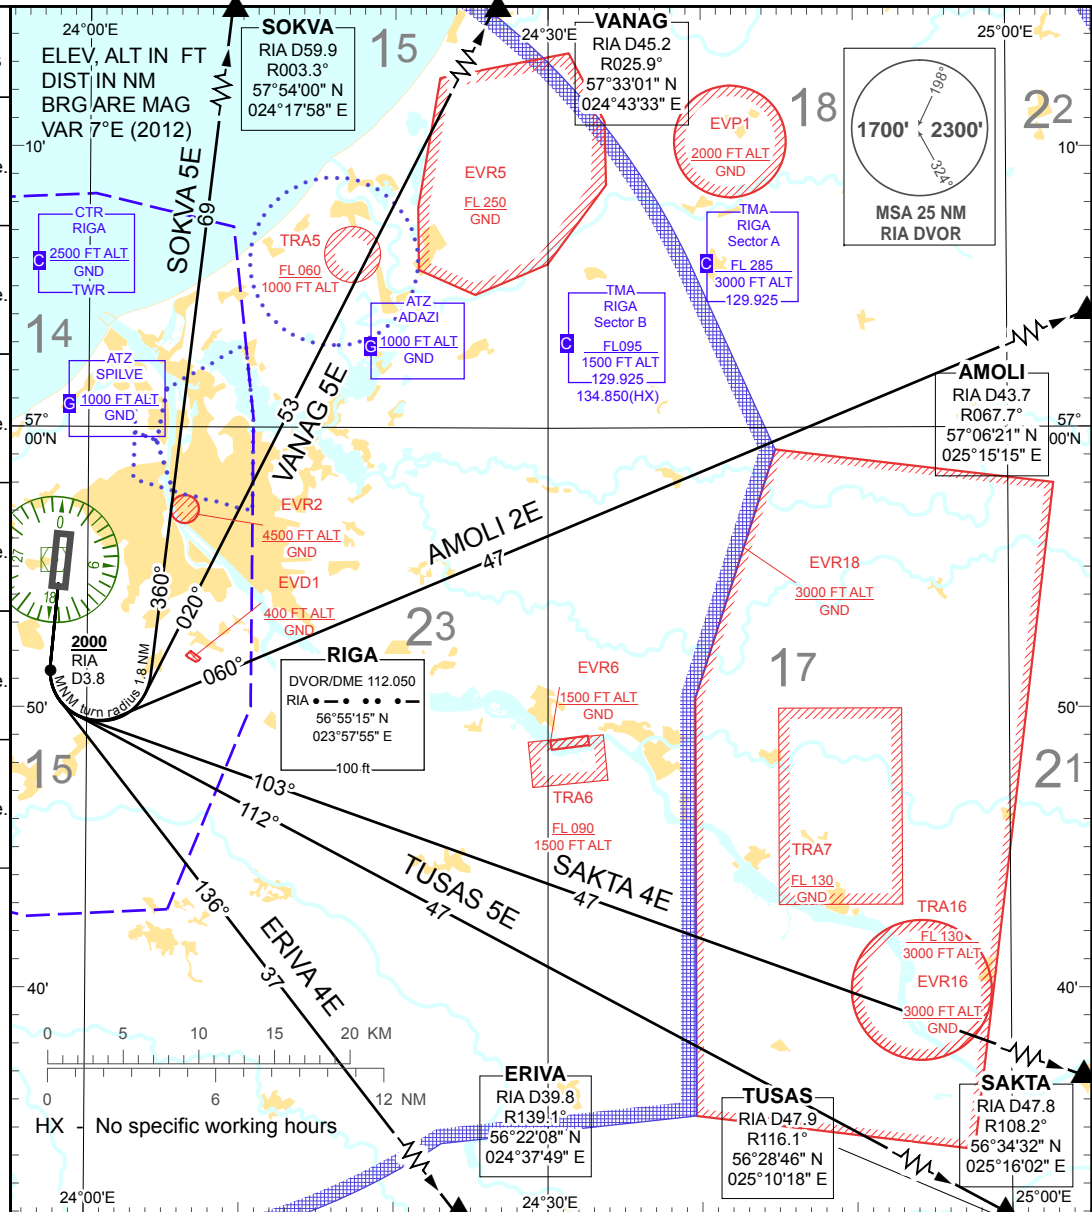 24°00'E
SOKVA
RIA D59.9
R003.3°
57°54'00" N
024°17'58" E
15
24°30'E
VANAG
RIA D45.2
R025.9°
57°33'01" N
024°43'33" E
25°00'E
ELEV, ALT IN FT
DIST IN NM
BRG ARE MAG
VAR 7°E (2012)
18
22
198°
1700' 2300'
324°
MSA 25 NM
RIA DVOR
10'
EVP1
2000 FT ALT
GND
EVR5
FL 250
GND
SOKVA 5E
69
CTR
RIGA
C
2500 FT ALT
GND
TWR
TRA5
FL 060
1000 FT ALT
TMA
RIGA
Sector A
C
FL 285
3000 FT ALT
129.925
ATZ
ADAZI
G
1000 FT ALT
GND
TMA
RIGA
Sector B
C
FL095
1500 FT ALT
129.925
134.850(HX)
14
ATZ
SPILVE
G
1000 FT ALT
GND
AMOLI
RIA D43.7
R067.7°
57°06'21" N
025°15'15" E
57°
00'N
57°
00'N
VANAG 5E
53
EVR2
4500 FT ALT
GND
AMOLI 2E
47
0
27
9
18
EVR18
3000 FT ALT
GND
EVD1
400 FT ALT
GND
360°
020°
060°
23
2000
RIA
D3.8
MNM turn radius 1.8 NM
RIGA
DVOR/DME 112.050
RIA
56°55'15" N
023°57'55" E
100 ft
EVR6
1500 FT ALT
GND
17
50'
50'
15
21
TRA6
FL 090
1500 FT ALT
103°
112°
136°
TRA7
FL 130
GND
SAKTA 4E
47
TUSAS 5E
47
ERIVA 4E
37
TRA16
FL 130
3000 FT ALT
EVR16
3000 FT ALT
GND
40'
40'
0 5 10 15 20 KM
0 6 12 NM
HX - No specific working hours
ERIVA
RIA D39.8
R139.1°
56°22'08" N
024°37'49" E
TUSAS
RIA D47.9
R116.1°
56°28'46" N
025°10'18" E
SAKTA
RIA D47.8
R108.2°
56°34'32" N
025°16'02" E
24°00'E
24°30'E
25°00'E